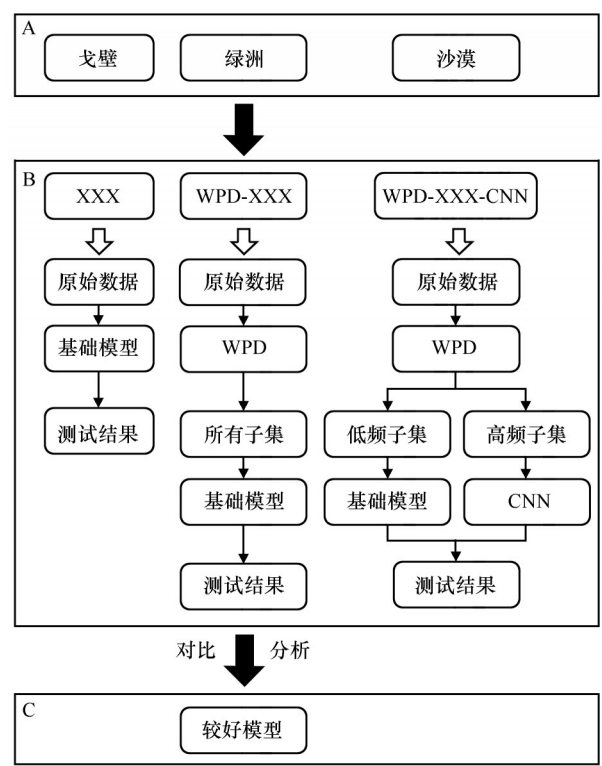 A
戈壁 绿洲 沙漠
B
XXX WPD-XXX WPD-XXX-CNN
原始数据 原始数据 原始数据
基础模型 WPD WPD
测试结果 所有子集 低频子集 高频子集
基础模型 基础模型 CNN
测试结果 测试结果
对比 分析
C
较好模型